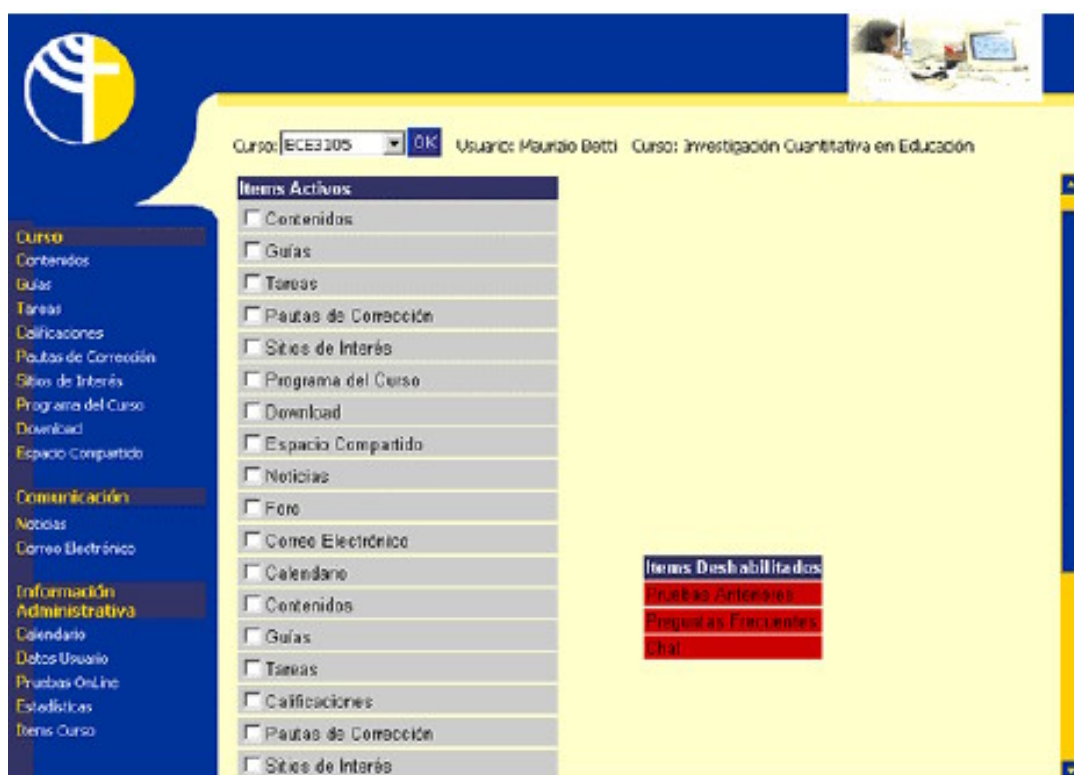 Curso: ECE3105 OK Usuario: Maurizio Betti Curso: Investigación Cuantitativa en Educación
Curso
Contenidos
Guías
Tareas
Calificaciones
Pautas de Corrección
Sitios de Interés
Programa del Curso
Download
Espacio Compartido
Comunicación
Noticias
Correo Electrónico
Información
Administrativa
Calendario
Datos Usuario
Pruebas OnLine
Estadísticas
Items Curso
Items Activos
Contenidos
Guías
Tareas
Pautas de Corrección
Sitios de Interés
Programa del Curso
Download
Espacio Compartido
Noticias
Foro
Correo Electrónico
Calendario
Contenidos
Guías
Tareas
Calificaciones
Pautas de Corrección
Sitios de Interés
Items Deshabilitados
Pruebas Anteriores
Preguntas Frecuentes
Chat